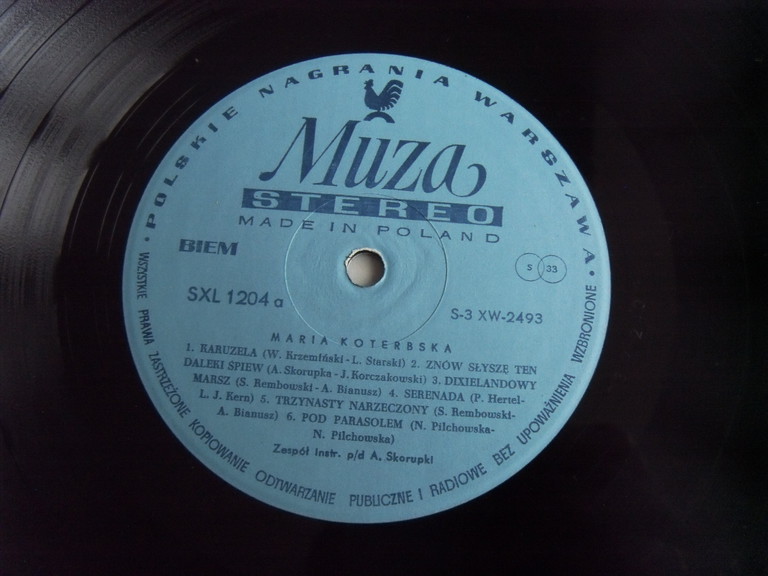 POLSKIE NAGRANIA WARSZAWA
Muza
STEREO
MADE IN POLAND
BIEM
S 33
SXL 1204 a
S-3 XW-2493
MARIA KOTERBSKA
1. KARUZELA (W. Krzemiński-L. Starski) 2. ZNÓW SŁYSZE TEN
DALEKI ŚPIEW (A. Skorupka-J. Korczakowski) 3. DIXIELANDOWY
MARSZ (S. Rembowski-A. Bianusz) 4. SERENADA (P. Hertel-
L. J. Kern) 5. TRZYNASTY NARZECZONY (S. Rembowski-
A. Bianusz) 6. POD PARASOLEM (N. Pilchowska-
N. Pilchowska)
Zespół Instr. p/d A. Skorupki
WSZYSTKIE PRAWA ZASTRZEŻONE KOPIOWANIE ODTWARZANIE PUBLICZNE I RADIOWE BEZ UPOWAŻNIENIA WZBRONIONE